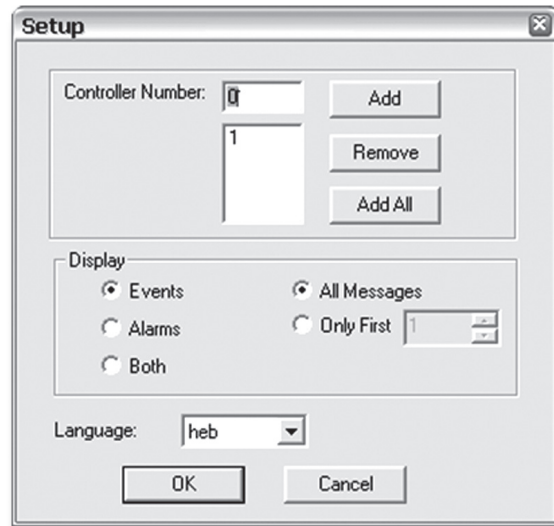 Setup
Controller Number: 0 Add
1 Remove
Add All
Display
Events All Messages
Alarms Only First 1
Both
Language: heb
OK Cancel